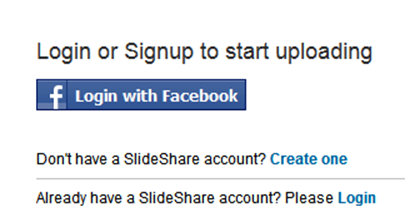 Login or Signup to start uploading
f Login with Facebook
Don't have a SlideShare account? Create one
Already have a SlideShare account? Please Login